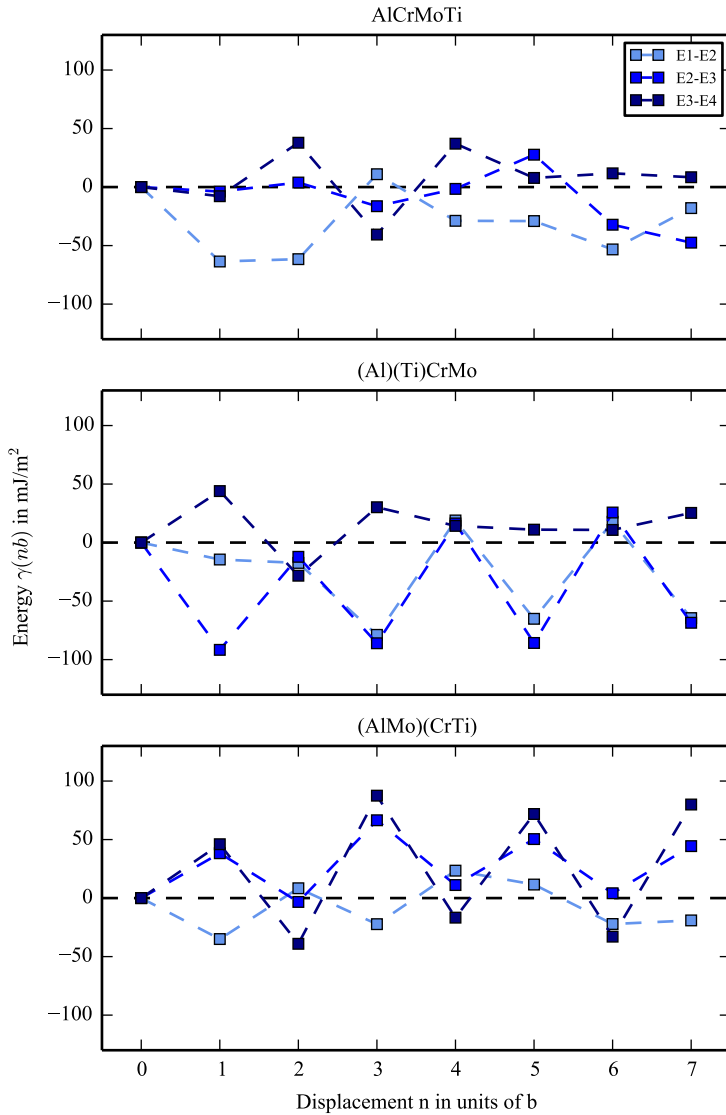 AlCrMoTi
100
50
0
−50
−100
E1-E2
E2-E3
E3-E4
(Al)(Ti)CrMo
100
50
0
−50
−100
Energy γ(nb) in mJ/m²
(AlMo)(CrTi)
100
50
0
−50
−100
0 1 2 3 4 5 6 7
Displacement n in units of b